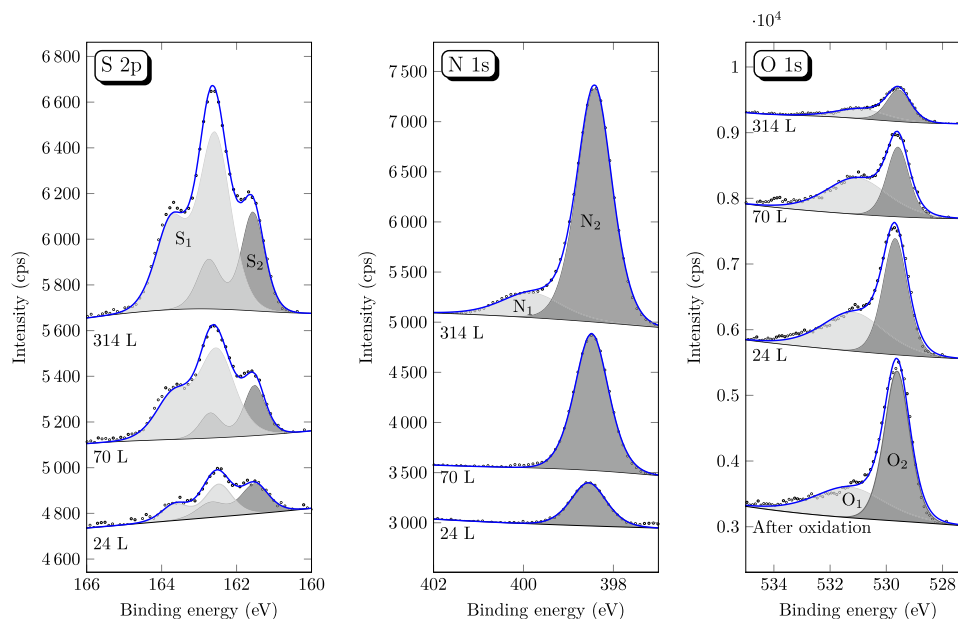 ·10⁴
S 2p
N 1s
O 1s
6 800
6 600
6 400
6 200
6 000
5 800
5 600
5 400
5 200
5 000
4 800
4 600
Intensity (cps)
S₁
S₂
314 L
70 L
24 L
166
164
162
160
Binding energy (eV)
7 500
7 000
6 500
6 000
5 500
5 000
4 500
4 000
3 500
3 000
Intensity (cps)
N₁
N₂
314 L
70 L
24 L
402
400
398
Binding energy (eV)
1
0.9
0.8
0.7
0.6
0.5
0.4
0.3
Intensity (cps)
314 L
70 L
24 L
O₁
O₂
After oxidation
534
532
530
528
Binding energy (eV)